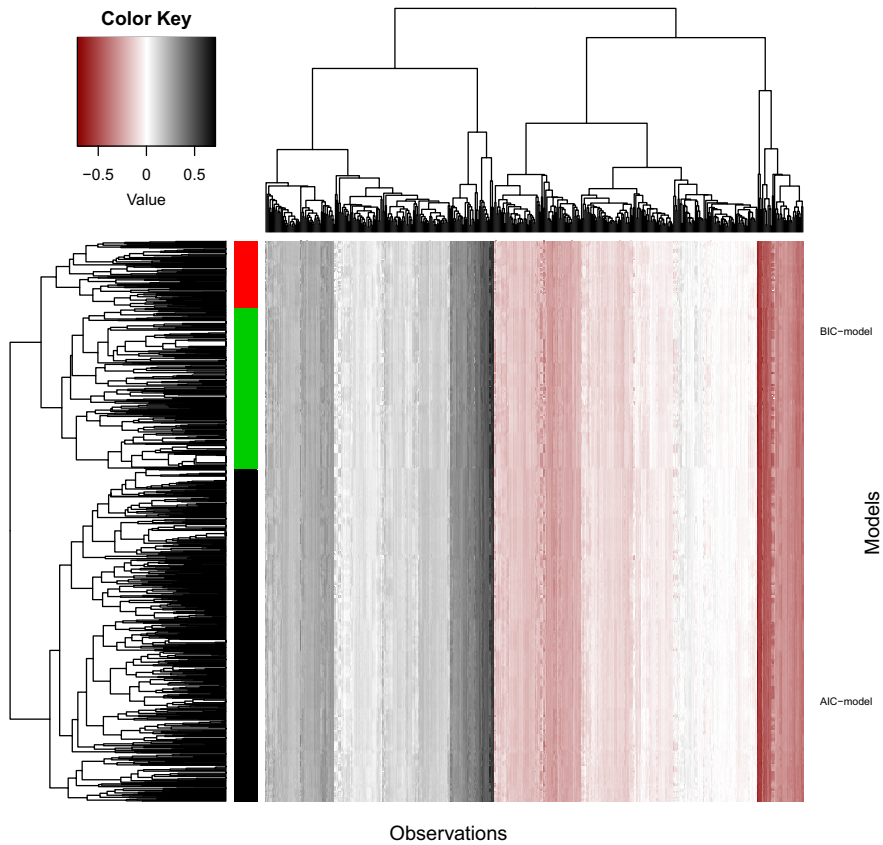 Color Key
−0.5 0 0.5
Value
BIC−model
Models
AIC−model
Observations